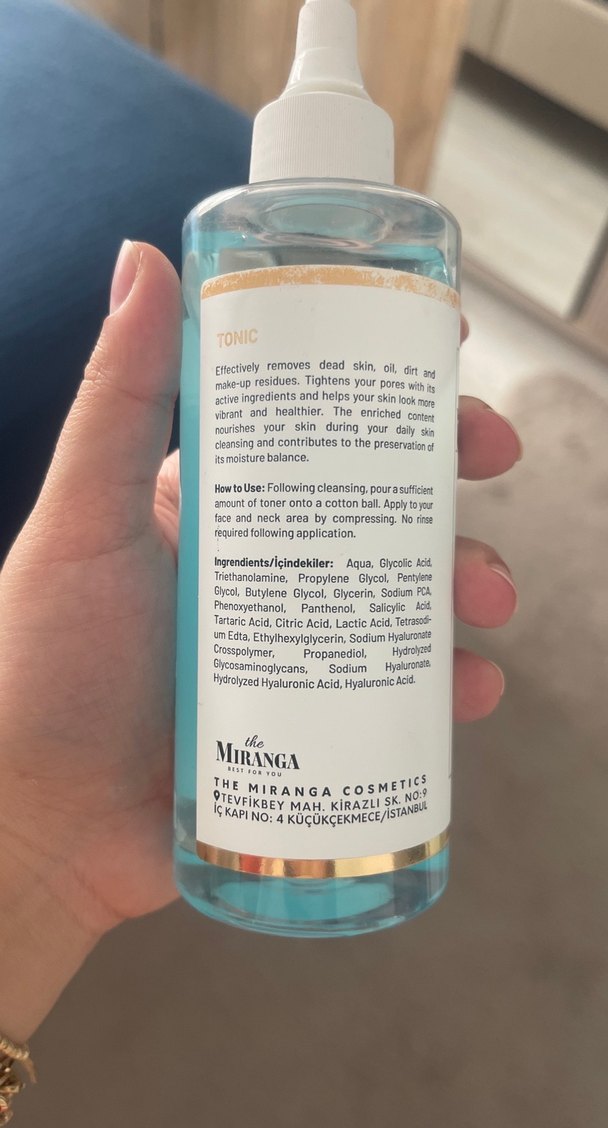 TONIC
Effectively removes dead skin, oil, dirt and
make-up residues. Tightens your pores with its
active ingredients and helps your skin look more
vibrant and healthier. The enriched content
nourishes your skin during your daily skin
cleansing and contributes to the preservation of
its moisture balance.
How to Use: Following cleansing, pour a sufficient
amount of toner onto a cotton ball. Apply to your
face and neck area by compressing. No rinse
required following application.
Ingrendients/İçindekiler: Aqua, Glycolic Acid,
Triethanolamine, Propylene Glycol, Pentylene
Glycol, Butylene Glycol, Glycerin, Sodium PCA,
Phenoxyethanol, Panthenol, Salicylic Acid,
Tartaric Acid, Citric Acid, Lactic Acid, Tetrasodi-
um Edta, Ethylhexylglycerin, Sodium Hyaluronate
Crosspolymer, Propanediol, Hydrolyzed
Glycosaminoglycans, Sodium Hyaluronate,
Hydrolyzed Hyaluronic Acid, Hyaluronic Acid.
the
MIRANGA
BEST FOR YOU
THE MIRANGA COSMETICS
TEVFİKBEY MAH. KİRAZLI SK. NO:9
İÇ KAPI NO: 4 KÜÇÜKÇEKMECE/İSTANBUL